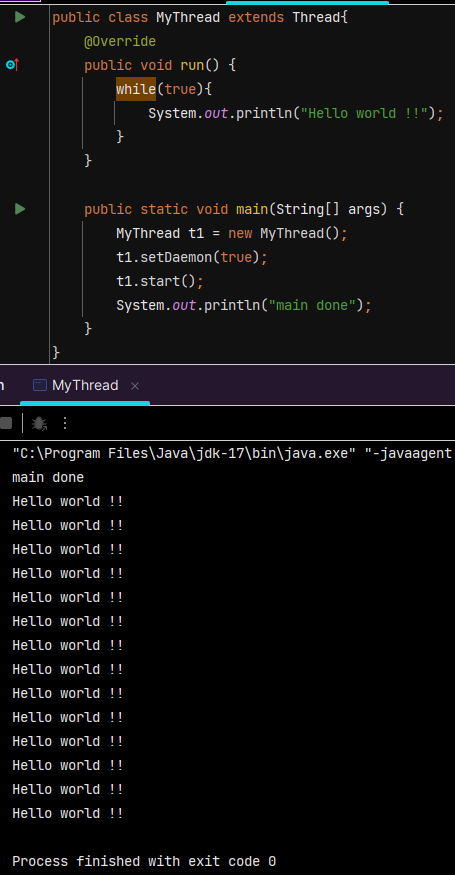 public class MyThread extends Thread{
@Override
public void run() {
while(true){
System.out.println("Hello world !!");
}
}
public static void main(String[] args) {
MyThread t1 = new MyThread();
t1.setDaemon(true);
t1.start();
System.out.println("main done");
}
}
MyThread ×
"C:\Program Files\Java\jdk-17\bin\java.exe" "-javaagent
main done
Hello world !!
Hello world !!
Hello world !!
Hello world !!
Hello world !!
Hello world !!
Hello world !!
Hello world !!
Hello world !!
Hello world !!
Hello world !!
Hello world !!
Hello world !!
Hello world !!
Process finished with exit code 0